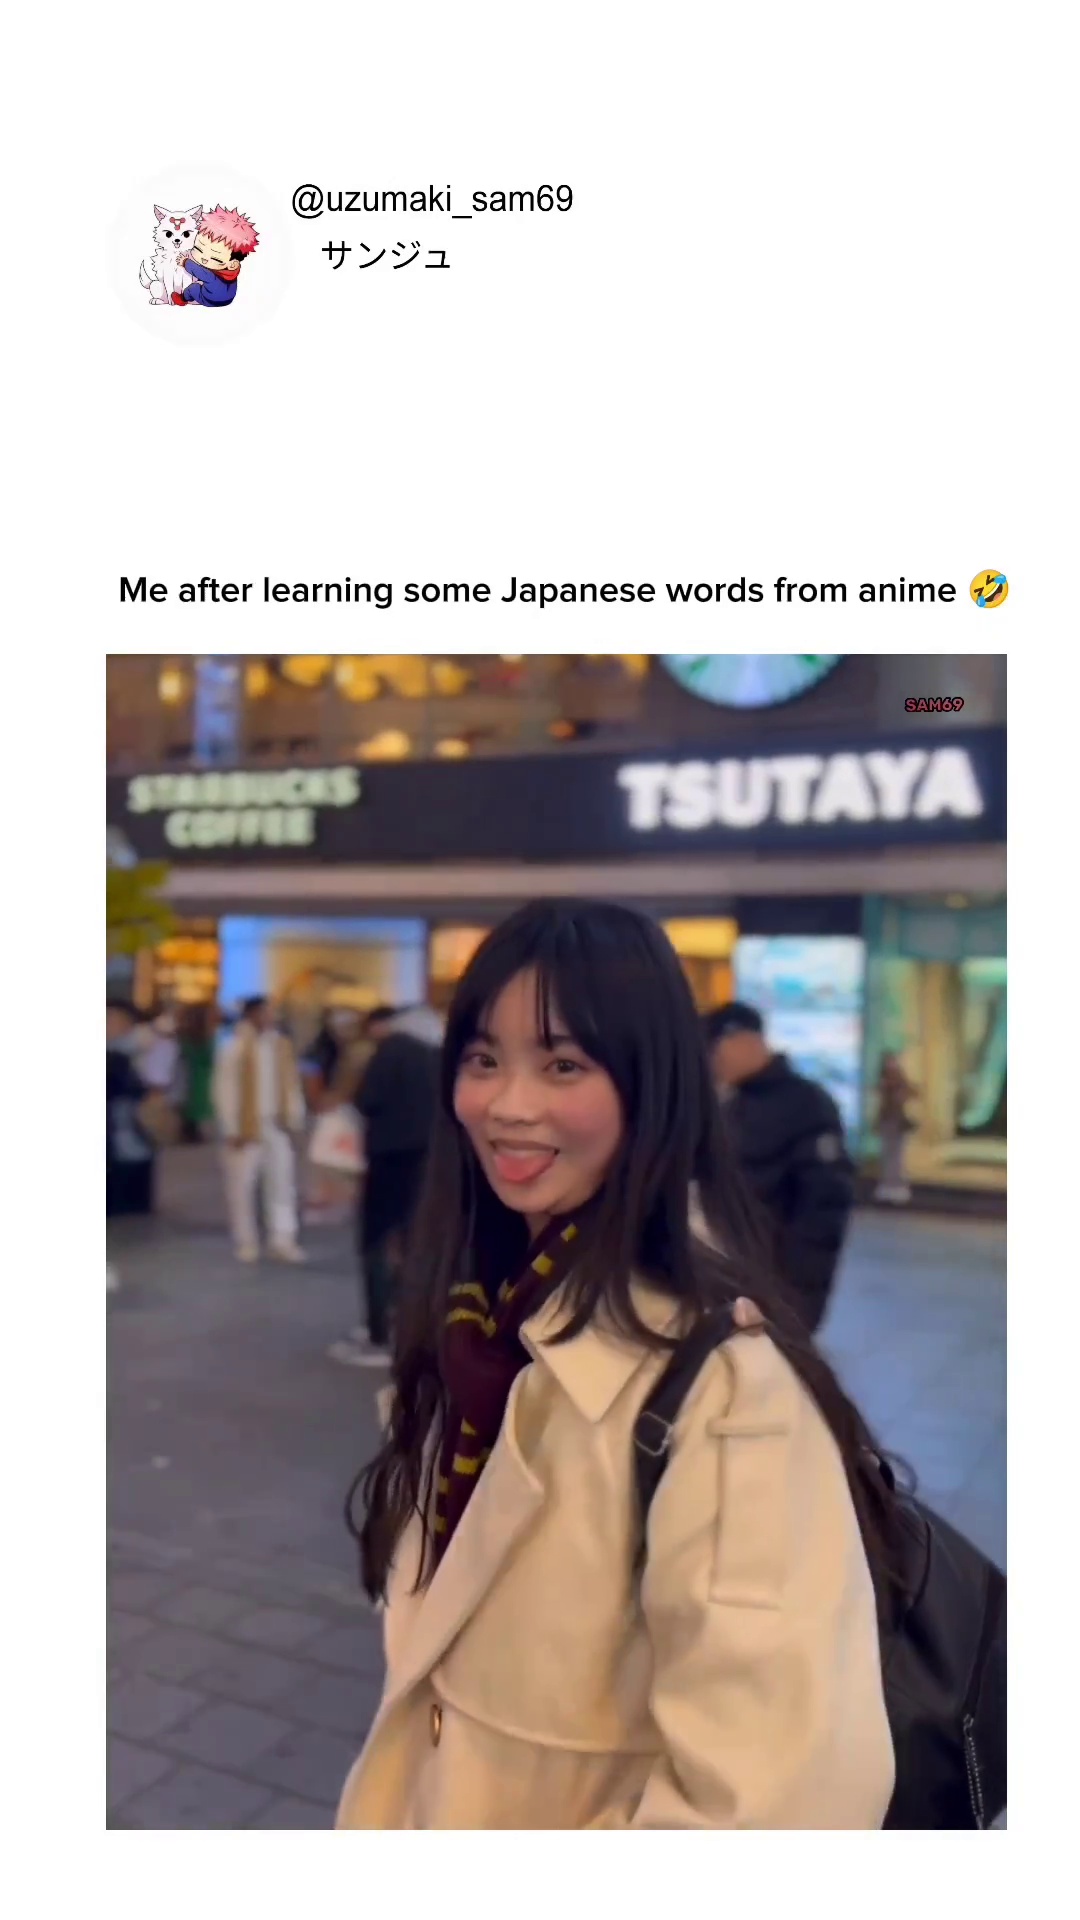 @uzumaki_sam69
サンジュ
Me after learning some Japanese words from anime 🤣
SAM69
STARBUCKS
COFFEE
TSUTAYA